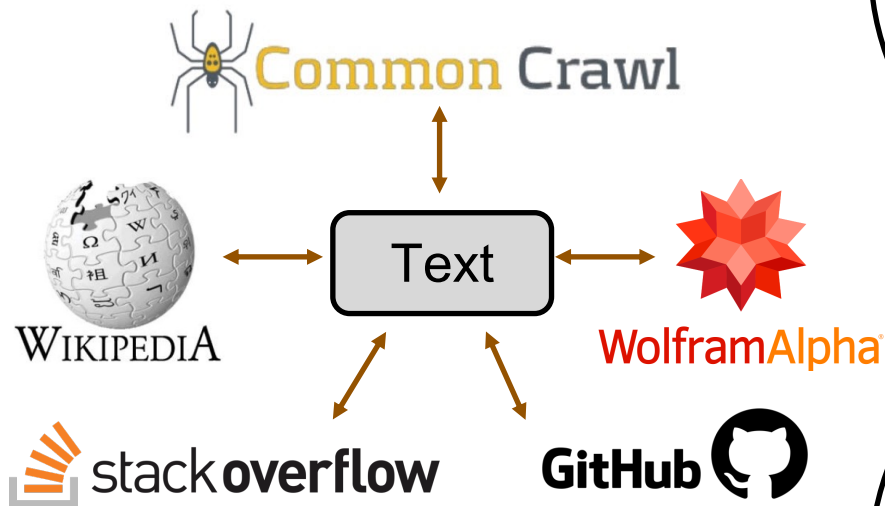 Common Crawl
Text
WIKIPEDIA
WolframAlpha
stackoverflow
GitHub